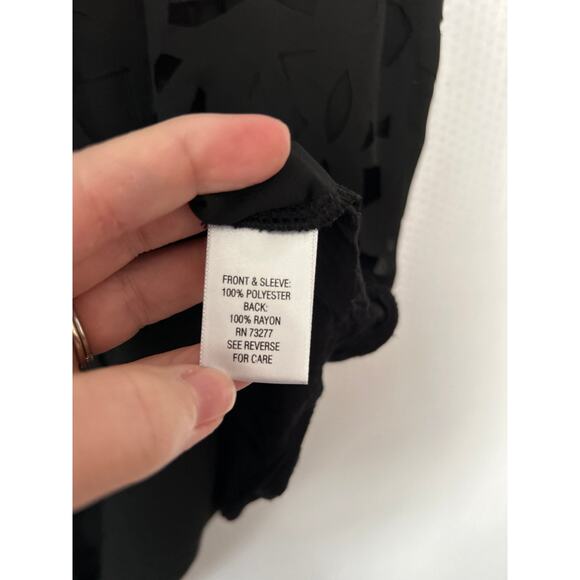 FRONT & SLEEVE:
100% POLYESTER
BACK:
100% RAYON
RN 73277
SEE REVERSE
FOR CARE